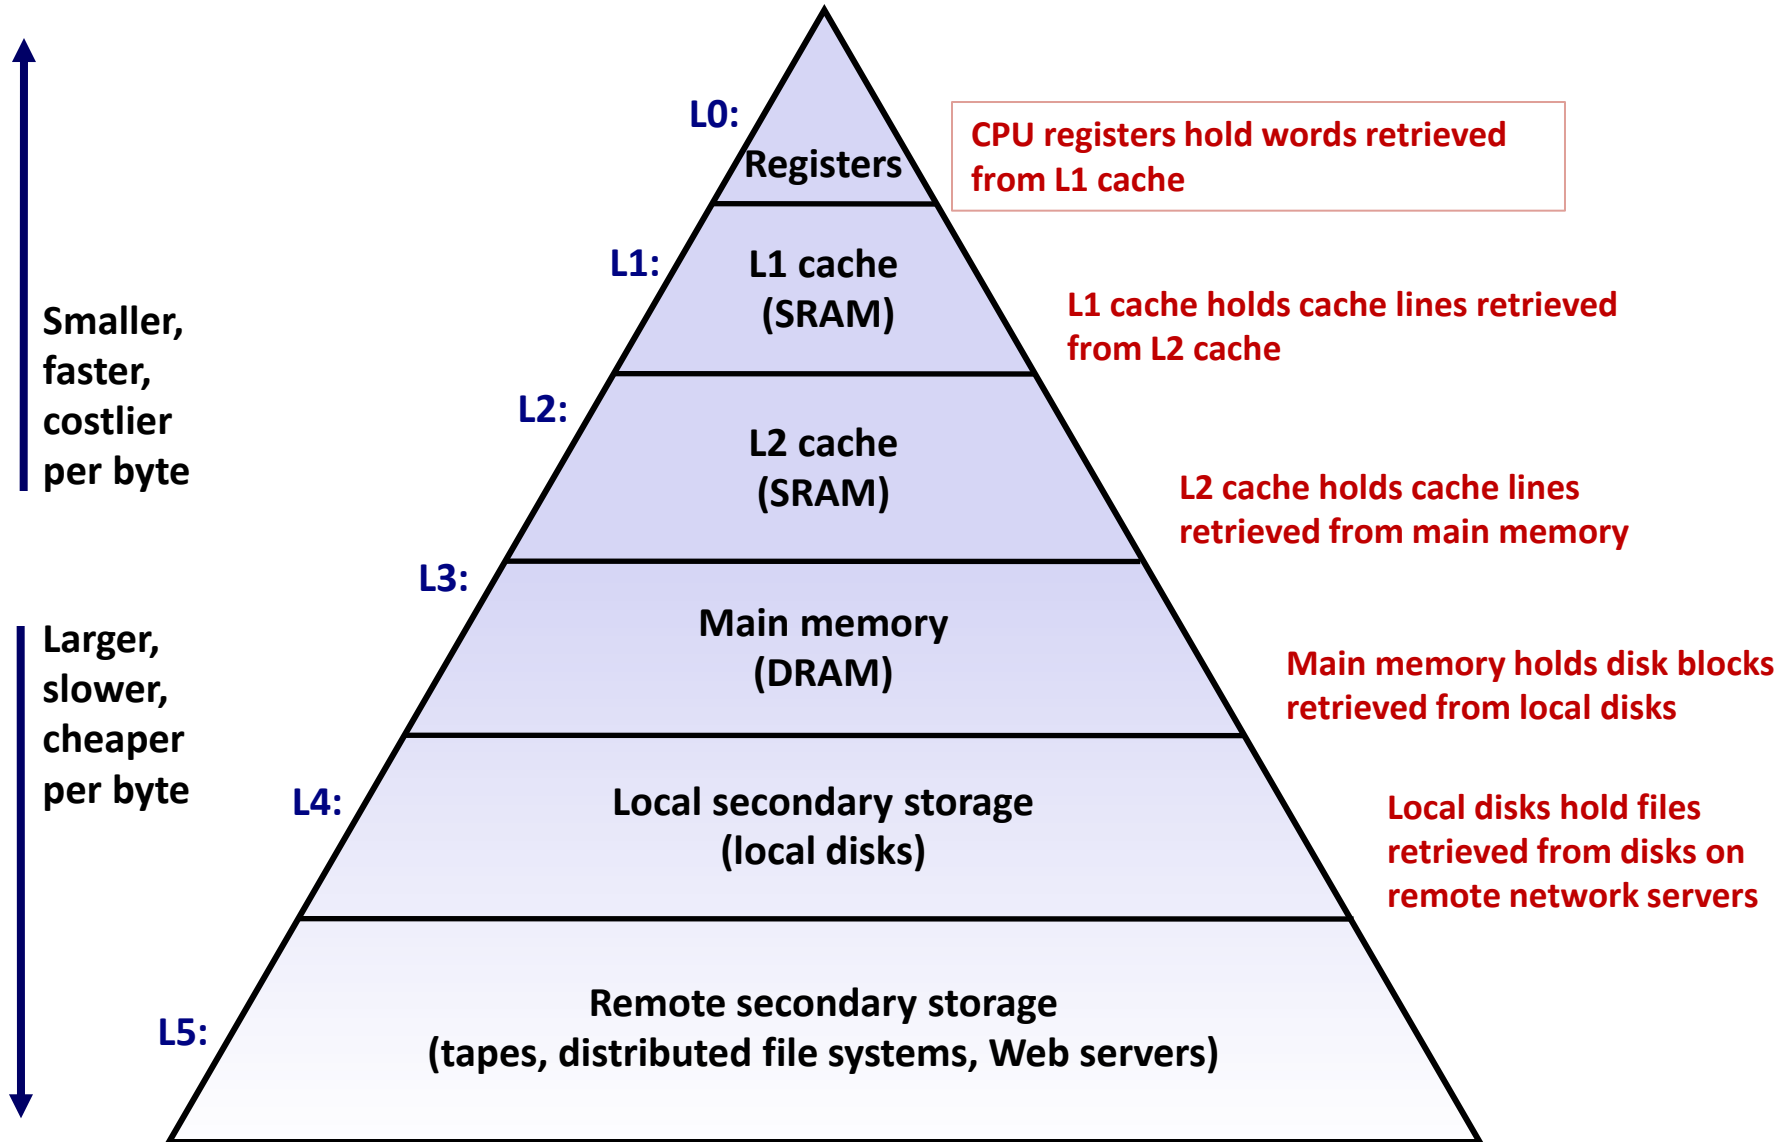 L0:
Registers
CPU registers hold words retrieved
from L1 cache
L1:
L1 cache
(SRAM)
L1 cache holds cache lines retrieved
from L2 cache
Smaller,
faster,
costlier
per byte
L2:
L2 cache
(SRAM)
L2 cache holds cache lines
retrieved from main memory
L3:
Main memory
(DRAM)
Main memory holds disk blocks
retrieved from local disks
Larger,
slower,
cheaper
per byte
L4:
Local secondary storage
(local disks)
Local disks hold files
retrieved from disks on
remote network servers
L5:
Remote secondary storage
(tapes, distributed file systems, Web servers)